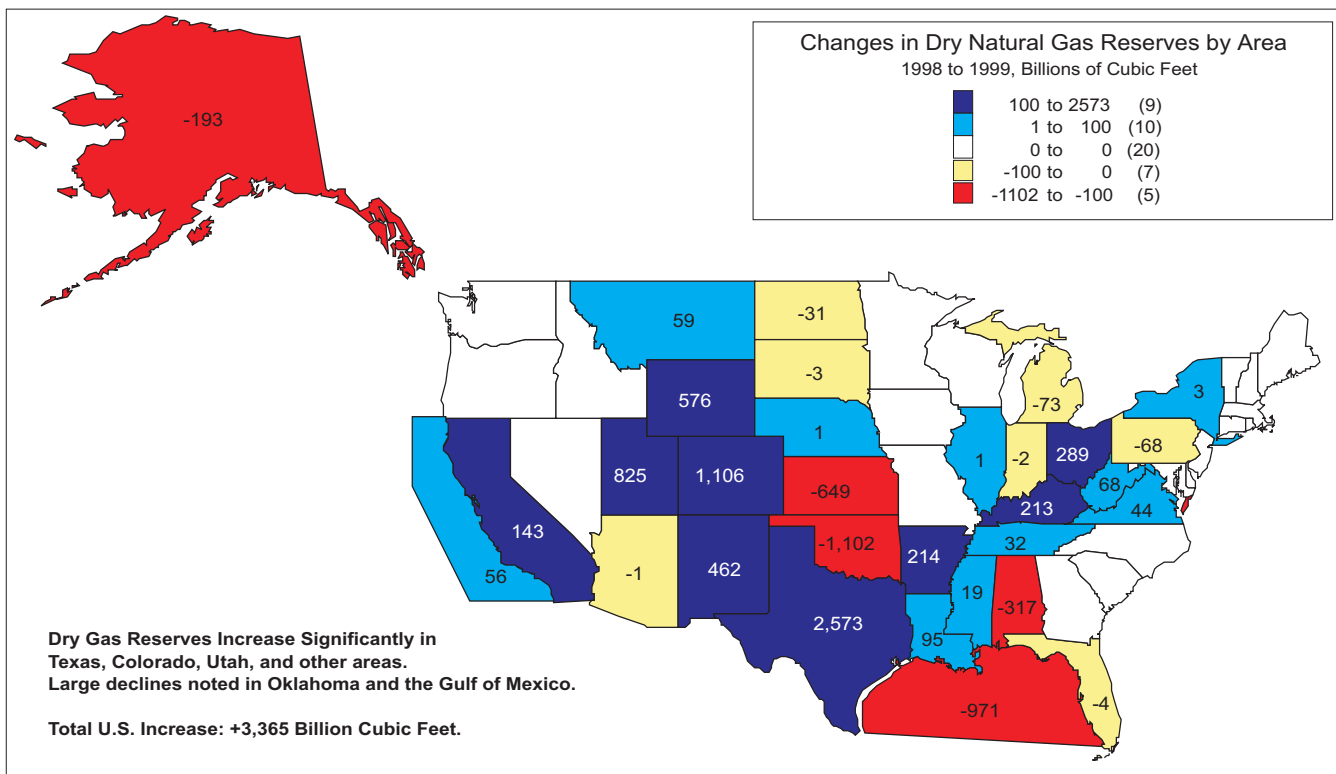 Changes in Dry Natural Gas Reserves by Area
1998 to 1999, Billions of Cubic Feet
100 to 2573 (9)
1 to 100 (10)
0 to 0 (20)
-100 to 0 (7)
-1102 to -100 (5)
-193
59
-31
-3
576
1
3
-73
-68
825
1,106
-649
1
-2
289
68
213
44
143
56
-1
462
-1,102
214
32
19
-317
2,573
95
-971
-4
Dry Gas Reserves Increase Significantly in
Texas, Colorado, Utah, and other areas.
Large declines noted in Oklahoma and the Gulf of Mexico.
Total U.S. Increase: +3,365 Billion Cubic Feet.